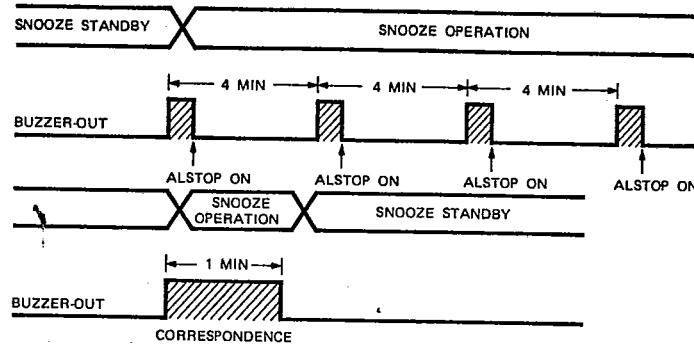 SNOOZE STANDBY SNOOZE OPERATION
4 MIN 4 MIN 4 MIN
BUZZER-OUT
ALSTOP ON ALSTOP ON ALSTOP ON ALSTOP ON
SNOOZE
OPERATION
SNOOZE STANDBY
1 MIN
BUZZER-OUT
CORRESPONDENCE